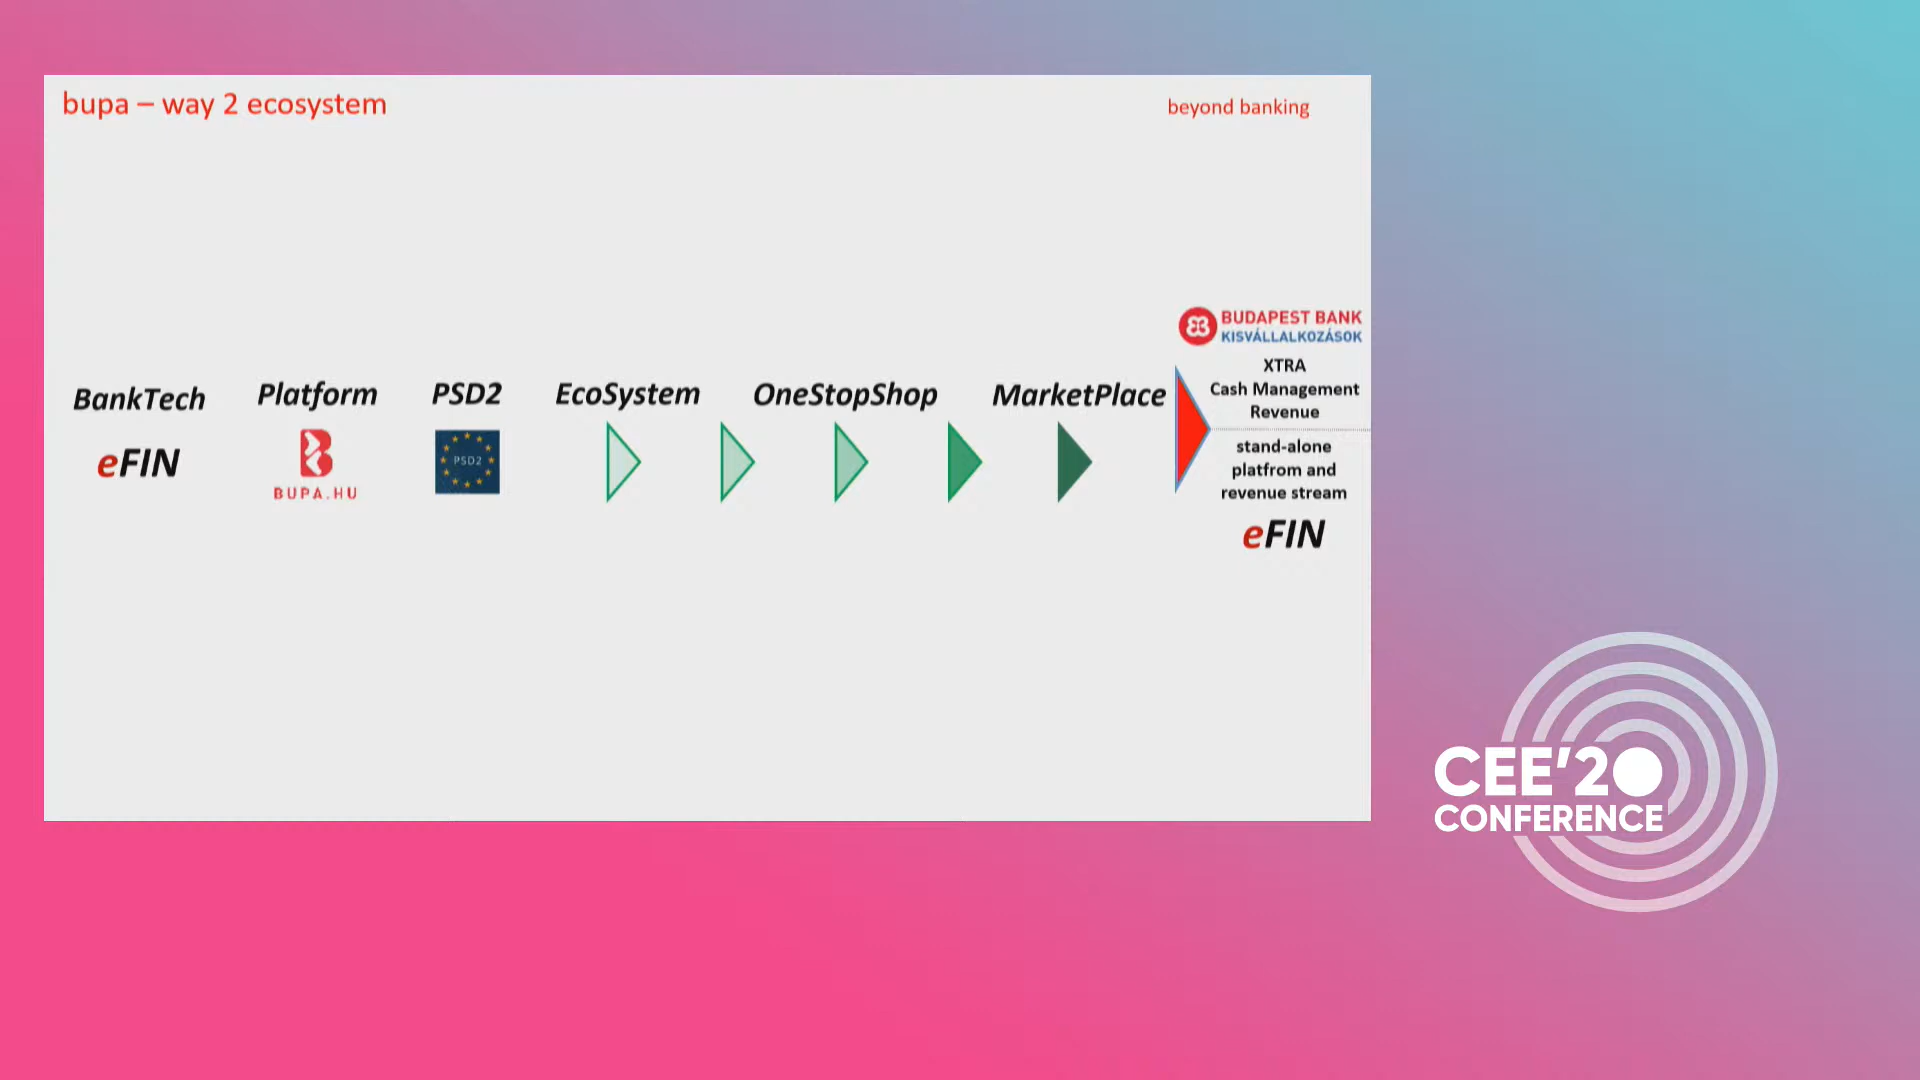 bupa – way 2 ecosystem
beyond banking
BUDAPEST BANK
KISVÁLLALKOZÁSOK
BankTech
eFIN
Platform
BUPA.HU
PSD2
PSD2
EcoSystem
OneStopShop
MarketPlace
XTRA
Cash Management
Revenue
stand-alone
platfrom and
revenue stream
eFIN
CEE'20
CONFERENCE